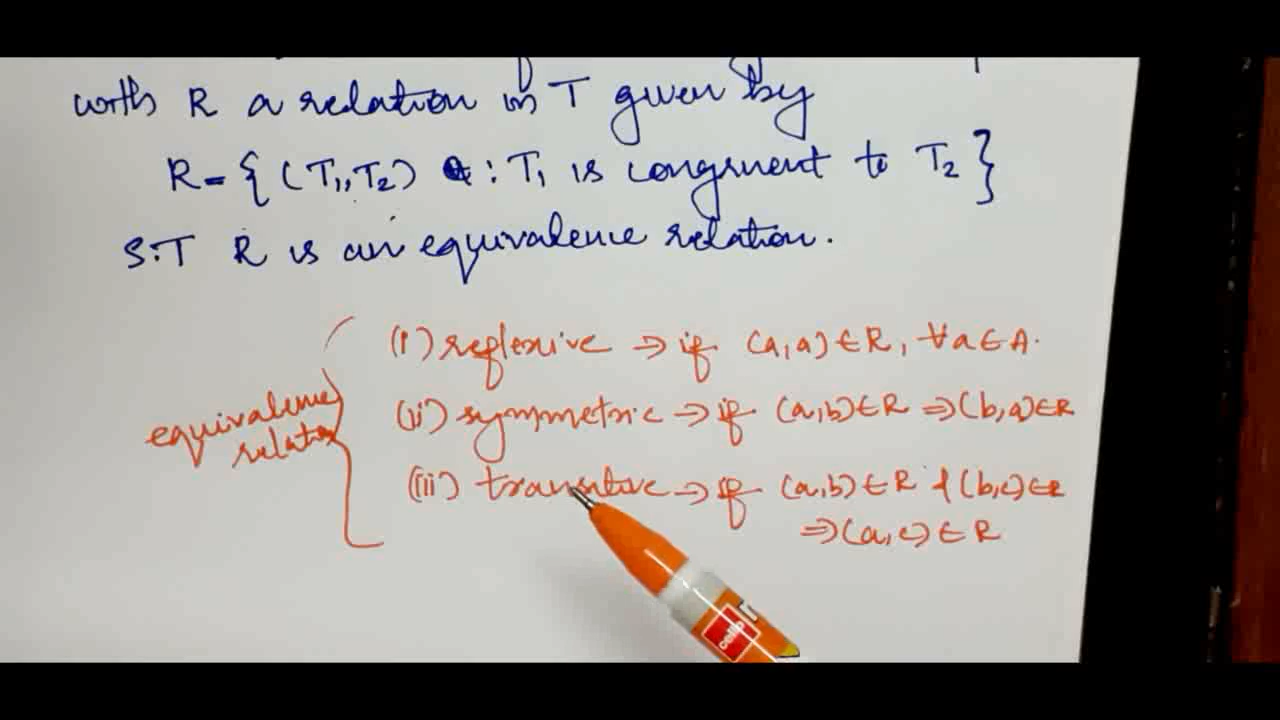 with R a relation in T given by
R = { (T1, T2) : T1 is congruent to T2 }
S.T R is an equivalence relation.
(i) reflexive ⇒ if (a,a) ∈ R, ∀a ∈ A.
(ii) symmetric ⇒ if (a,b) ∈ R ⇒ (b,a) ∈ R
equivalence
relation
(iii) transitive ⇒ if (a,b) ∈ R & (b,c) ∈ R
⇒ (a,c) ∈ R
cello